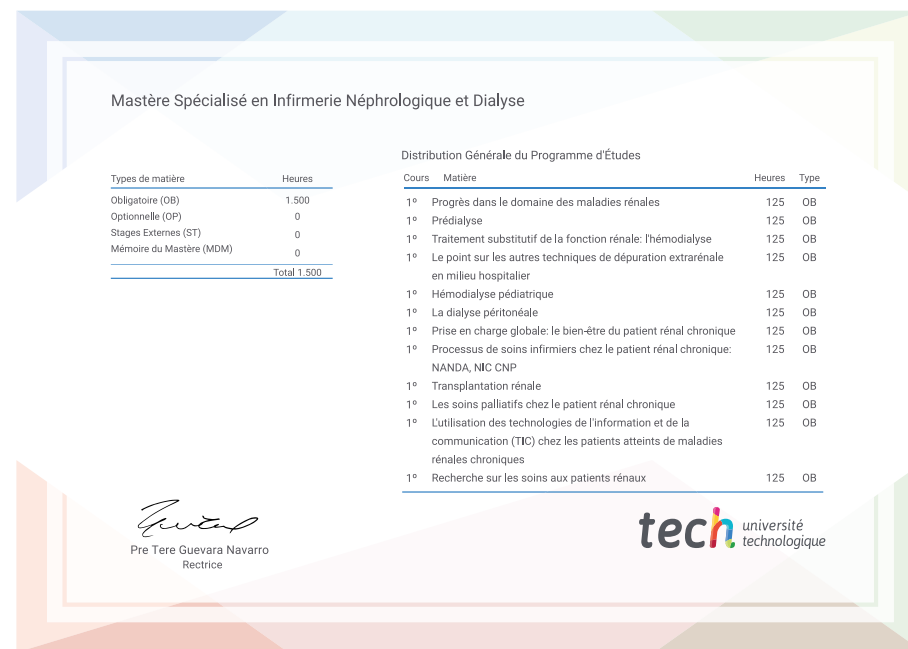 Mastère Spécialisé en Infirmerie Néphrologique et Dialyse
Types de matière Heures
Obligatoire (OB) 1.500
Optionnelle (OP) 0
Stages Externes (ST) 0
Mémoire du Mastère (MDM) 0
Total 1.500
Distribution Générale du Programme d'Études
Cours Matière Heures Type
1º Progrès dans le domaine des maladies rénales 125 OB
1º Prédialyse 125 OB
1º Traitement substitutif de la fonction rénale: l'hémodialyse 125 OB
1º Le point sur les autres techniques de dépuration extrarénale 125 OB
en milieu hospitalier
1º Hémodialyse pédiatrique 125 OB
1º La dialyse péritonéale 125 OB
1º Prise en charge globale: le bien-être du patient rénal chronique 125 OB
1º Processus de soins infirmiers chez le patient rénal chronique: 125 OB
NANDA, NIC CNP
1º Transplantation rénale 125 OB
1º Les soins palliatifs chez le patient rénal chronique 125 OB
1º L'utilisation des technologies de l'information et de la 125 OB
communication (TIC) chez les patients atteints de maladies
rénales chroniques
1º Recherche sur les soins aux patients rénaux 125 OB
Pre Tere Guevara Navarro
Rectrice
tech université
technologique